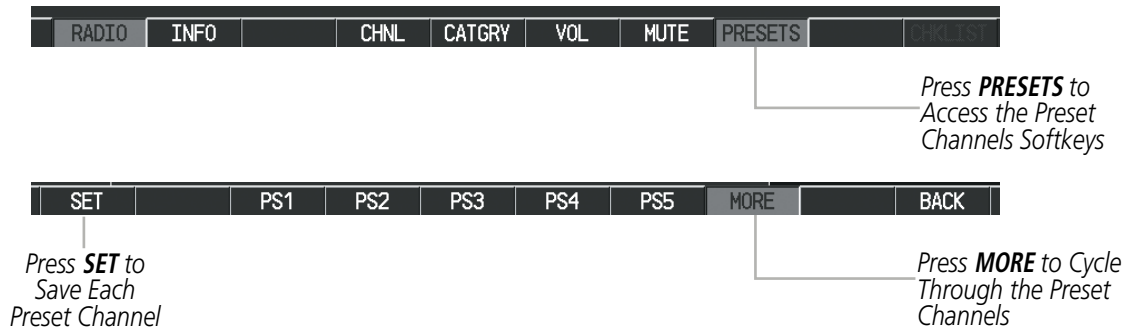 RADIO INFO CHNL CATGRY VOL MUTE PRESETS CHKLIST
Press PRESETS to
Access the Preset
Channels Softkeys
SET PS1 PS2 PS3 PS4 PS5 MORE BACK
Press SET to
Save Each
Preset Channel
Press MORE to Cycle
Through the Preset
Channels